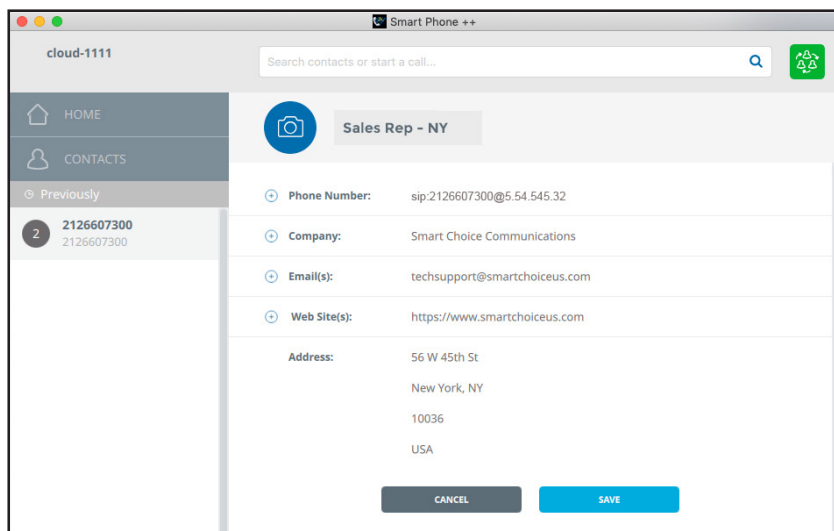 Smart Phone ++
cloud-1111
Search contacts or start a call...
HOME
CONTACTS
Previously
2
2126607300
2126607300
Sales Rep - NY
Phone Number: sip:2126607300@5.54.545.32
Company: Smart Choice Communications
Email(s): techsupport@smartchoiceus.com
Web Site(s): https://www.smartchoiceus.com
Address: 56 W 45th St
New York, NY
10036
USA
CANCEL SAVE